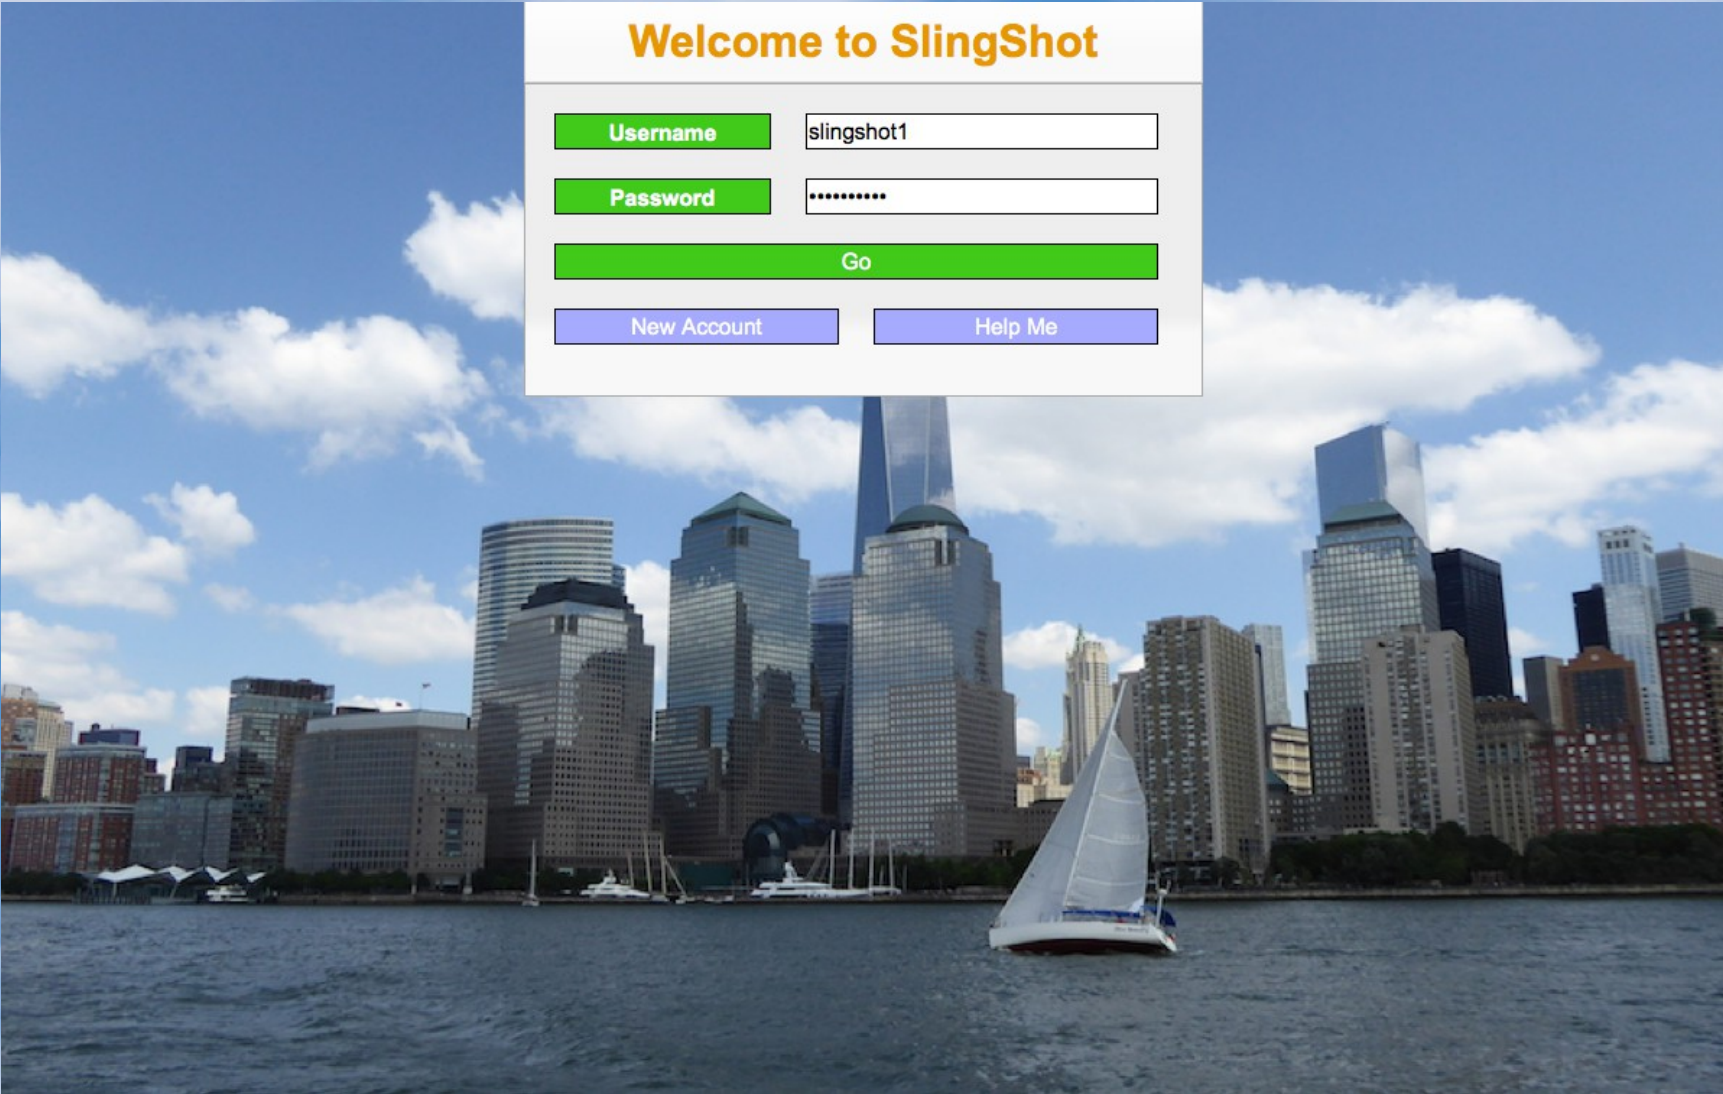 Welcome to SlingShot
Username slingshot1
Password ••••••••••
Go
New Account Help Me